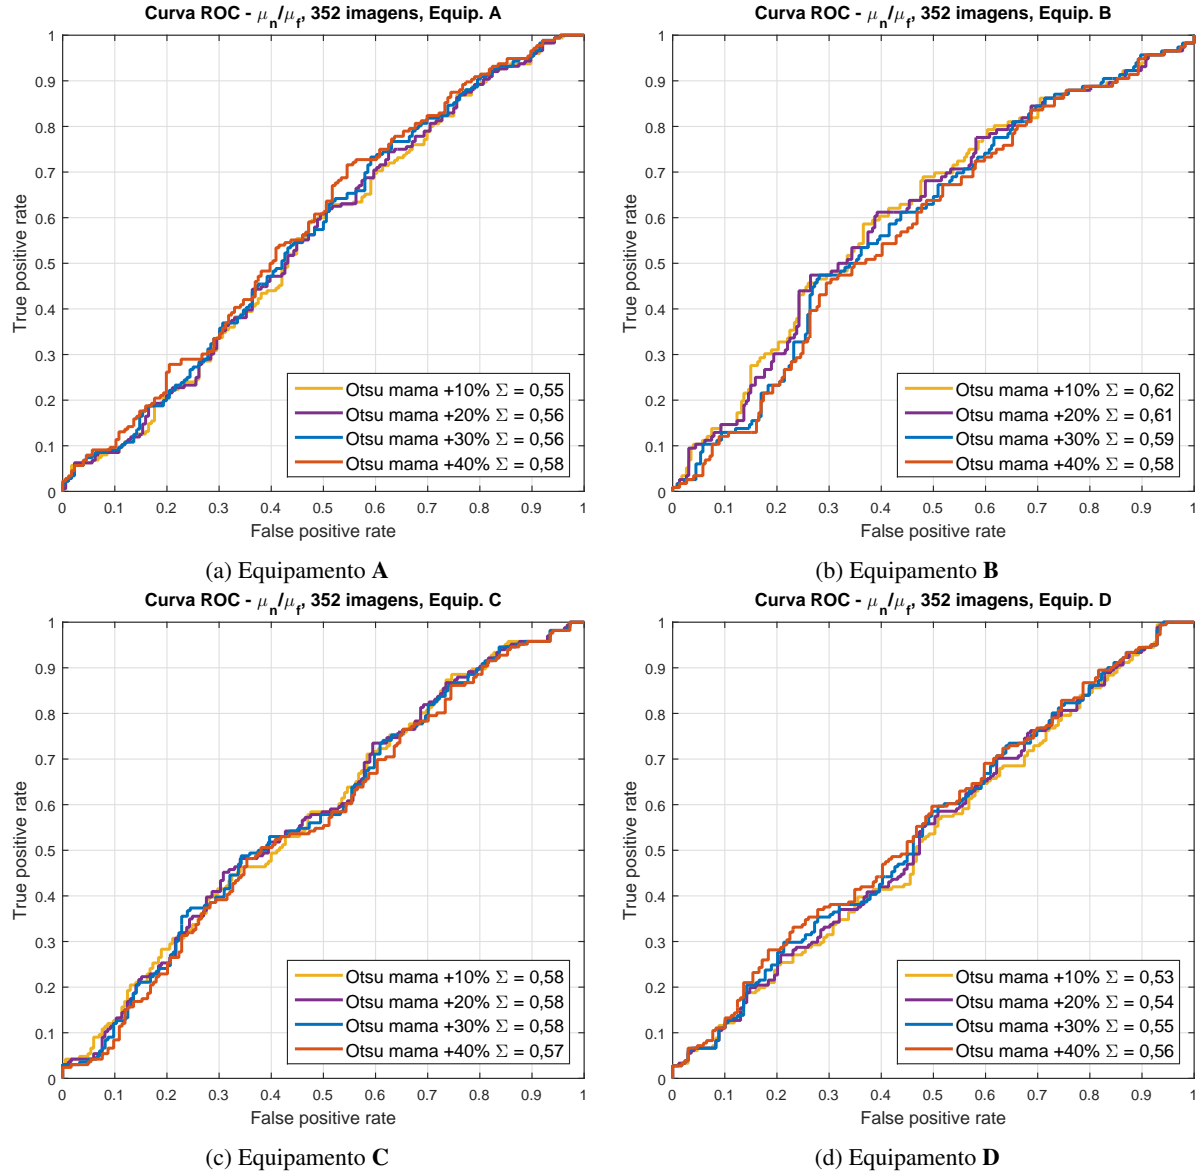 Curva ROC - μn/μf, 352 imagens, Equip. A
True positive rate
1
0.9
0.8
0.7
0.6
0.5
0.4
0.3
0.2
0.1
0
Otsu mama +10% Σ = 0,55
Otsu mama +20% Σ = 0,56
Otsu mama +30% Σ = 0,56
Otsu mama +40% Σ = 0,58
0 0.1 0.2 0.3 0.4 0.5 0.6 0.7 0.8 0.9 1
False positive rate
(a) Equipamento A
Curva ROC - μn/μf, 352 imagens, Equip. B
True positive rate
1
0.9
0.8
0.7
0.6
0.5
0.4
0.3
0.2
0.1
0
Otsu mama +10% Σ = 0,62
Otsu mama +20% Σ = 0,61
Otsu mama +30% Σ = 0,59
Otsu mama +40% Σ = 0,58
0 0.1 0.2 0.3 0.4 0.5 0.6 0.7 0.8 0.9 1
False positive rate
(b) Equipamento B
Curva ROC - μn/μf, 352 imagens, Equip. C
True positive rate
1
0.9
0.8
0.7
0.6
0.5
0.4
0.3
0.2
0.1
0
Otsu mama +10% Σ = 0,58
Otsu mama +20% Σ = 0,58
Otsu mama +30% Σ = 0,58
Otsu mama +40% Σ = 0,57
0 0.1 0.2 0.3 0.4 0.5 0.6 0.7 0.8 0.9 1
False positive rate
(c) Equipamento C
Curva ROC - μn/μf, 352 imagens, Equip. D
True positive rate
1
0.9
0.8
0.7
0.6
0.5
0.4
0.3
0.2
0.1
0
Otsu mama +10% Σ = 0,53
Otsu mama +20% Σ = 0,54
Otsu mama +30% Σ = 0,55
Otsu mama +40% Σ = 0,56
0 0.1 0.2 0.3 0.4 0.5 0.6 0.7 0.8 0.9 1
False positive rate
(d) Equipamento D